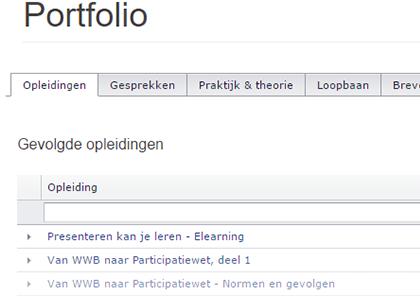 Portfolio
Opleidingen Gesprekken Praktijk & theorie Loopbaan Brev
Gevolgde opleidingen
Opleiding
Presenteren kan je leren - Elearning
Van WWB naar Participatiewet, deel 1
Van WWB naar Participatiewet - Normen en gevolgen